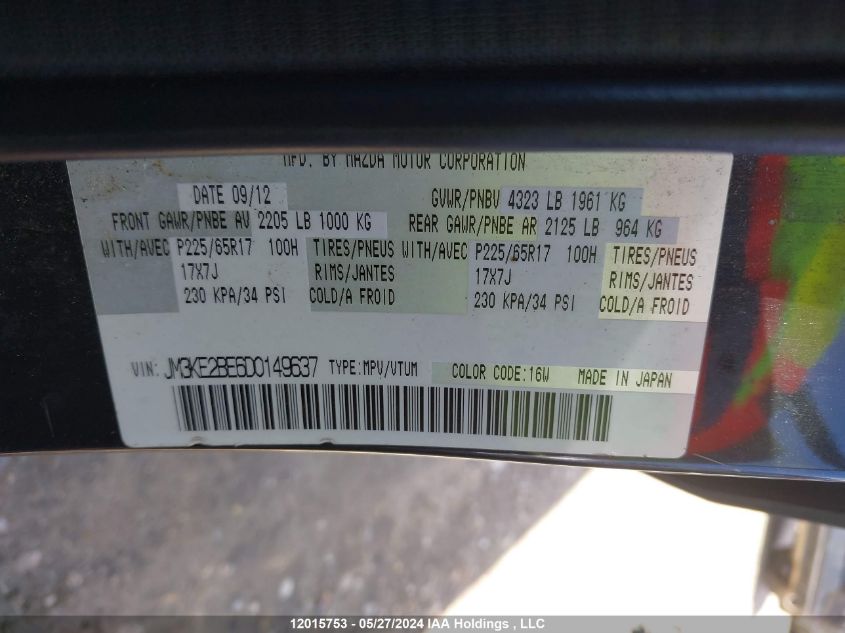 MFD. BY MAZDA MOTOR CORPORATION
DATE 09/12 GVWR/PNBV 4323 LB 1961 KG
FRONT GAWR/PNBE AV 2205 LB 1000 KG REAR GAWR/PNBE AR 2125 LB 964 KG
WITH/AVEC P225/65R17 100H TIRES/PNEUS WITH/AVEC P225/65R17 100H TIRES/PNEUS
17X7J RIMS/JANTES 17X7J RIMS/JANTES
230 KPA/34 PSI COLD/A FROID 230 KPA/34 PSI COLD/A FROID
VIN: JM3KE2BE6D0149637 TYPE:MPV/VTUM COLOR CODE:16W MADE IN JAPAN
12015753 - 05/27/2024 IAA Holdings , LLC